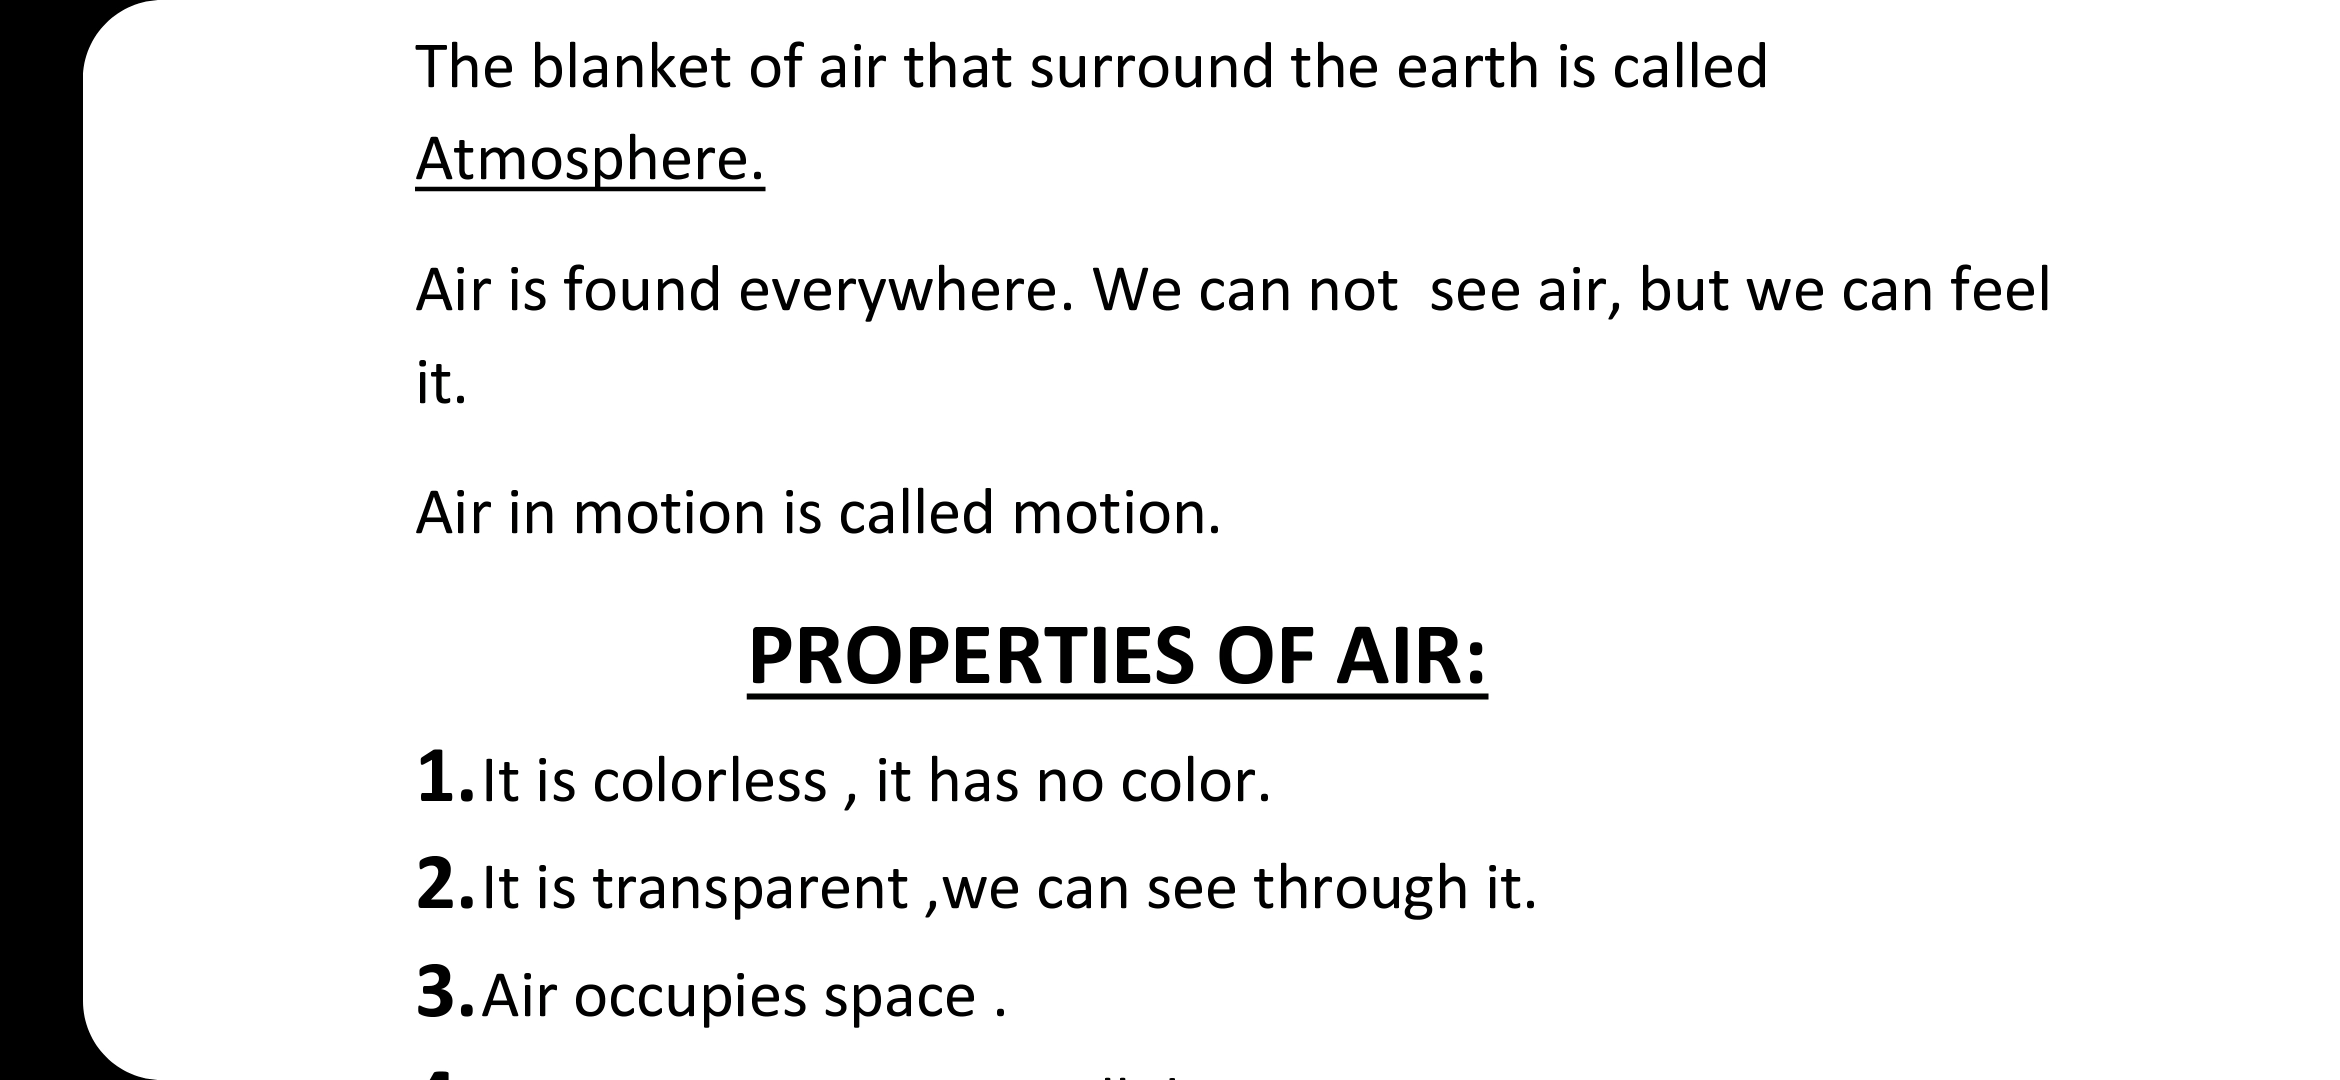 The blanket of air that surround the earth is called
Atmosphere.
Air is found everywhere. We can not  see air, but we can feel
it.
Air in motion is called motion.
PROPERTIES OF AIR:
1.It is colorless , it has no color.
2.It is transparent ,we can see through it.
3.Air occupies space .